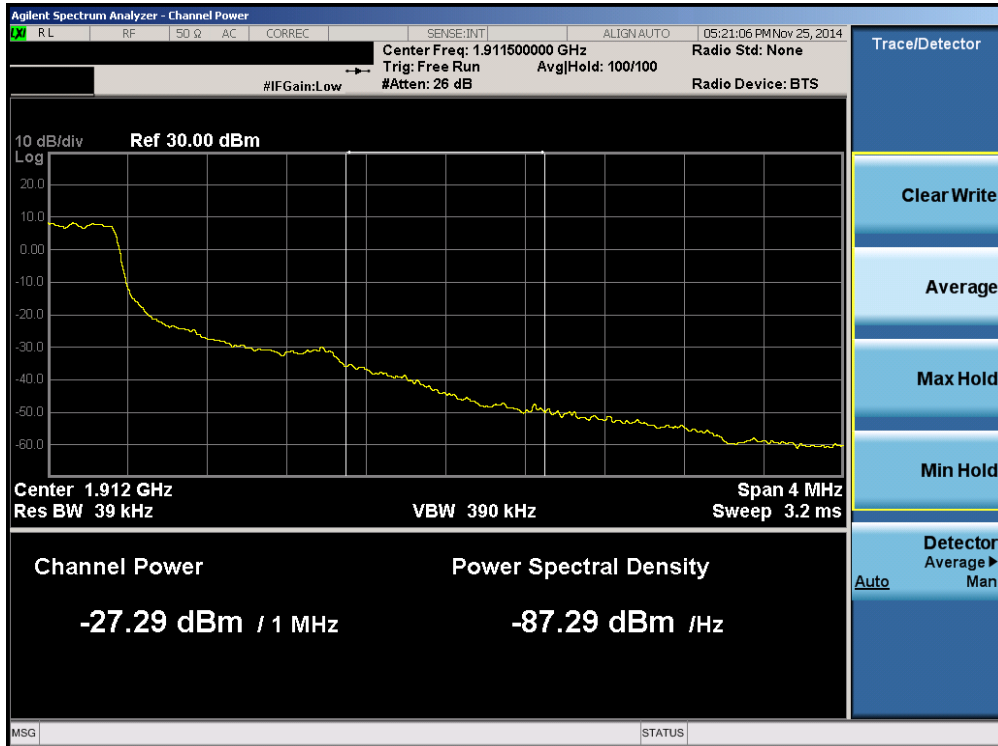 Agilent Spectrum Analyzer - Channel Power
LXI RL RF 50 Ω AC CORREC SENSE:INT ALIGNAUTO 05:21:06 PM Nov 25, 2014
Center Freq: 1.911500000 GHz Radio Std: None
Trig: Free Run Avg|Hold: 100/100
#IFGain:Low #Atten: 26 dB Radio Device: BTS
10 dB/div Ref 30.00 dBm
Log
20.0
10.0
0.00
-10.0
-20.0
-30.0
-40.0
-50.0
-60.0
Center 1.912 GHz Span 4 MHz
Res BW 39 kHz VBW 390 kHz Sweep 3.2 ms
Channel Power Power Spectral Density
-27.29 dBm / 1 MHz -87.29 dBm /Hz
MSG STATUS
Trace/Detector
Clear Write
Average
Max Hold
Min Hold
Detector
Average
Auto Man